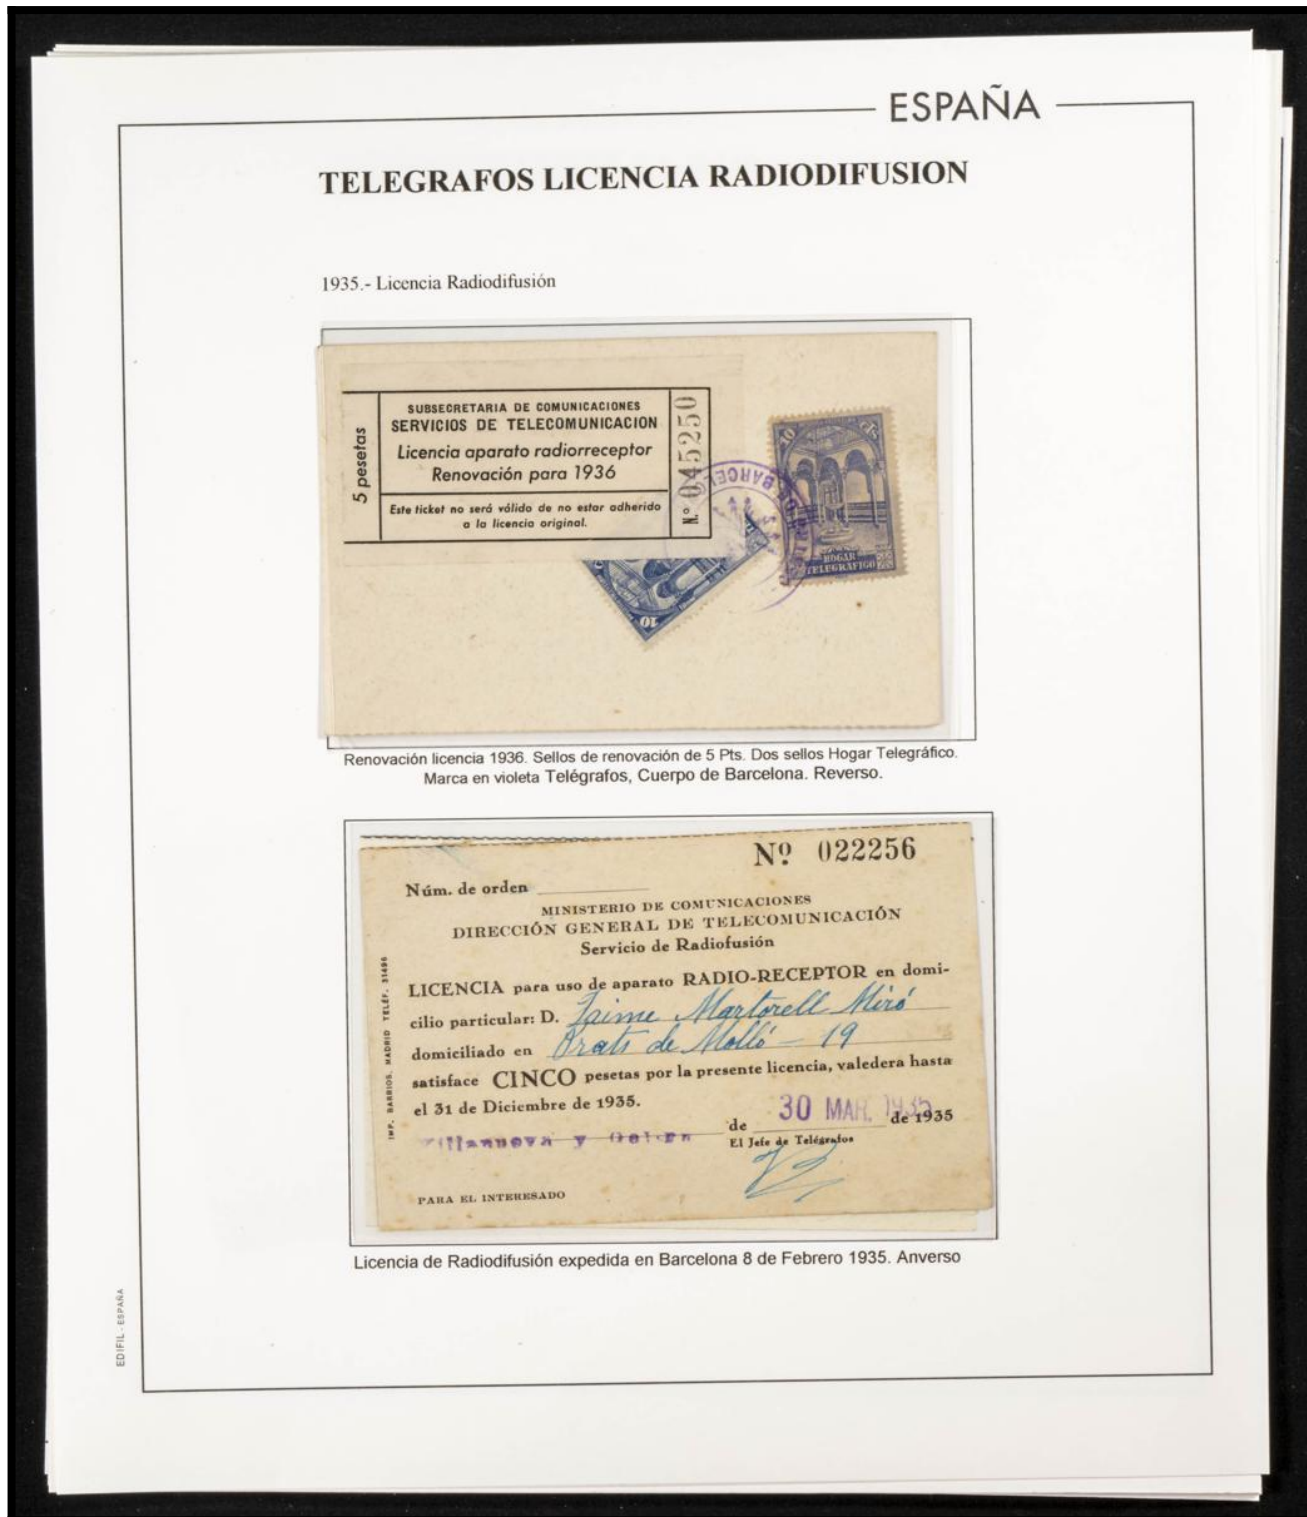 ESPAÑA
TELEGRAFOS LICENCIA RADIODIFUSION
1935.- Licencia Radiodifusión
5 pesetas
SUBSECRETARIA DE COMUNICACIONES
SERVICIOS DE TELECOMUNICACION
Licencia aparato radiorreceptor
Renovación para 1936
Este ticket no será válido de no estar adherido
a la licencia original.
N.º 045250
DE BARCEL
10
HOGAR
TELEGRÁFICO
10
Renovación licencia 1936. Sellos de renovación de 5 Pts. Dos sellos Hogar Telegráfico.
Marca en violeta Telégrafos, Cuerpo de Barcelona. Reverso.
Nº 022256
Núm. de orden
MINISTERIO DE COMUNICACIONES
DIRECCIÓN GENERAL DE TELECOMUNICACIÓN
Servicio de Radiofusión
LICENCIA para uso de aparato RADIO-RECEPTOR en domi-
cilio particular: D. Jaime Martorell Miró
domiciliado en Prats de Molló - 19
satisface CINCO pesetas por la presente licencia, valedera hasta
el 31 de Diciembre de 1935.
Villanueva y Geltrú de 30 MAR. 1935 de 1935
El Jefe de Telégrafos
PARA EL INTERESADO
IMP. BARRIOS. MADRID TELÉF. 31496
Licencia de Radiodifusión expedida en Barcelona 8 de Febrero 1935. Anverso
EDIFIL - ESPAÑA